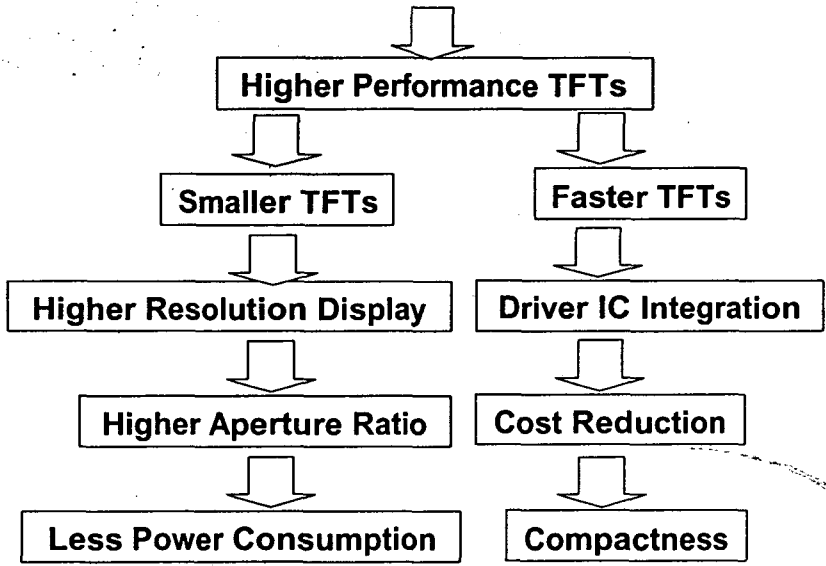 Higher Performance TFTs
Smaller TFTs
Faster TFTs
Higher Resolution Display
Driver IC Integration
Higher Aperture Ratio
Cost Reduction
Less Power Consumption
Compactness